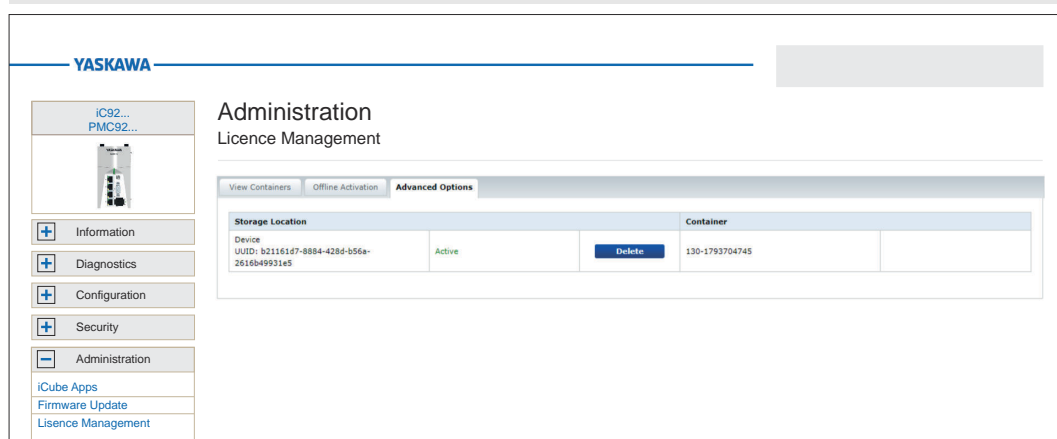 YASKAWA
iC92...
PMC92...
Administration
Licence Management
View Containers Offline Activation Advanced Options
Storage Location Container
Device
UUID: b21161d7-8884-428d-b56a-
2616b49931e5
Active Delete 130-1793704745
Information
Diagnostics
Configuration
Security
Administration
iCube Apps
Firmware Update
Lisence Management